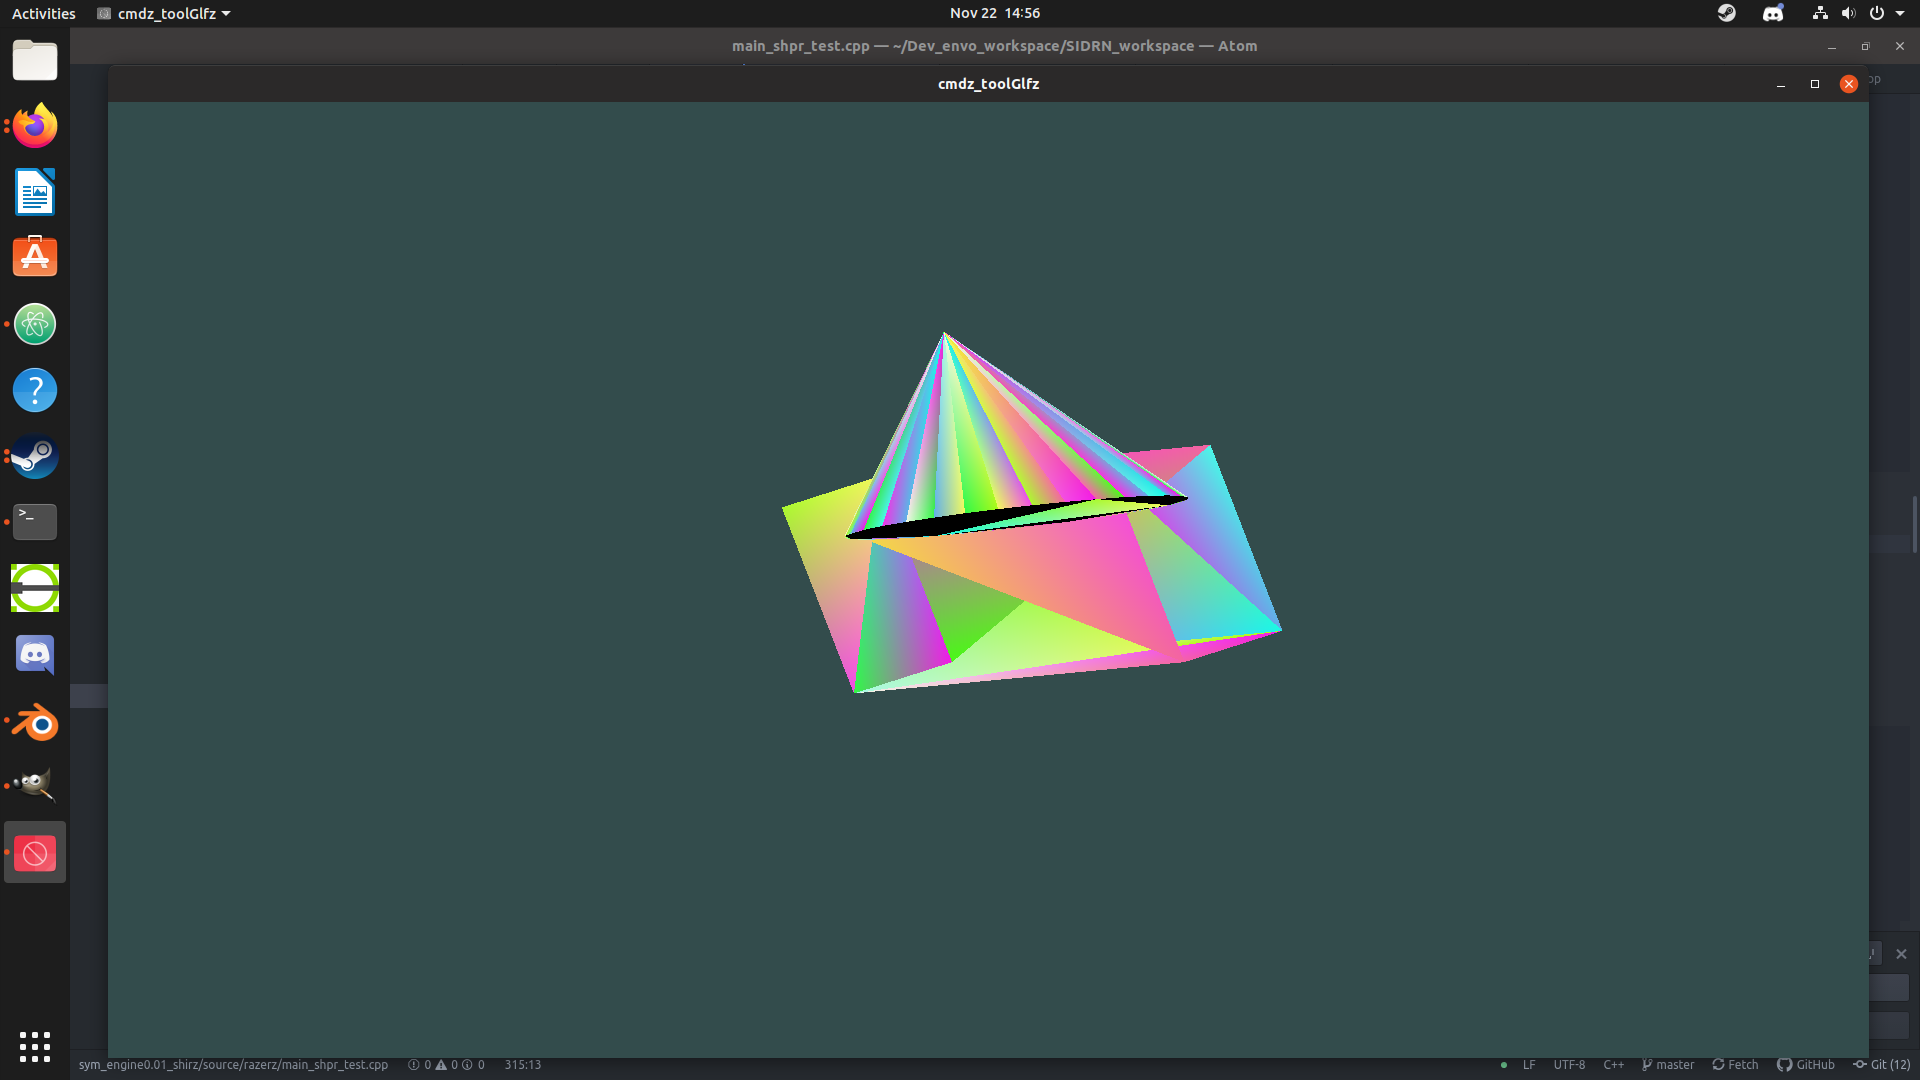 Activities cmdz_toolGlfz Nov 22 14:56
main_shpr_test.cpp — ~/Dev_envo_workspace/SIDRN_workspace — Atom
cmdz_toolGlfz
sym_engine0.01_shirz/source/razerz/main_shpr_test.cpp 0 0 0 315:13 LF UTF-8 C++ master Fetch GitHub Git (12)